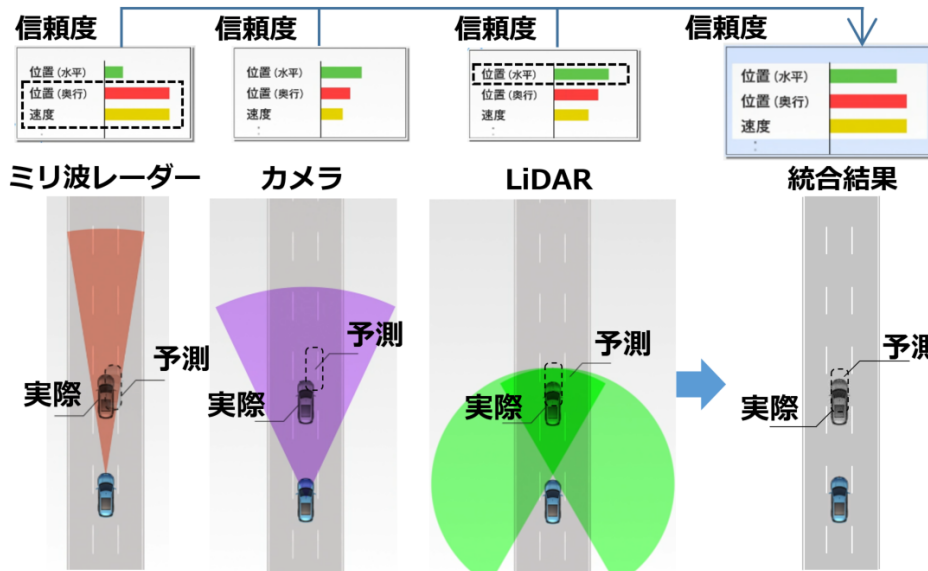 信頼度
信頼度
信頼度
信頼度
位置(水平)
位置(奥行)
速度
:
位置(水平)
位置(奥行)
速度
:
位置(水平)
位置(奥行)
速度
:
位置(水平)
位置(奥行)
速度
:
ミリ波レーダー
カメラ
LiDAR
統合結果
予測
実際
予測
実際
予測
実際
予測
実際